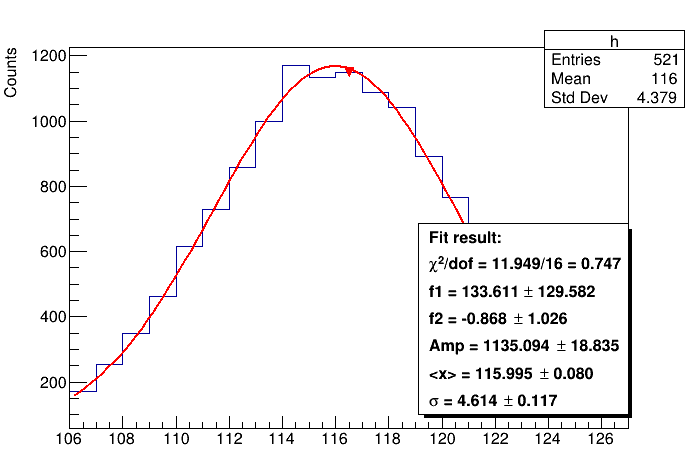 h
Entries 521
Mean 116
Std Dev 4.379
Counts
1200
1000
800
600
400
200
Fit result:
χ²/dof = 11.949/16 = 0.747
f1 = 133.611 ± 129.582
f2 = -0.868 ± 1.026
Amp = 1135.094 ± 18.835
<x> = 115.995 ± 0.080
σ = 4.614 ± 0.117
106 108 110 112 114 116 118 120 122 124 126